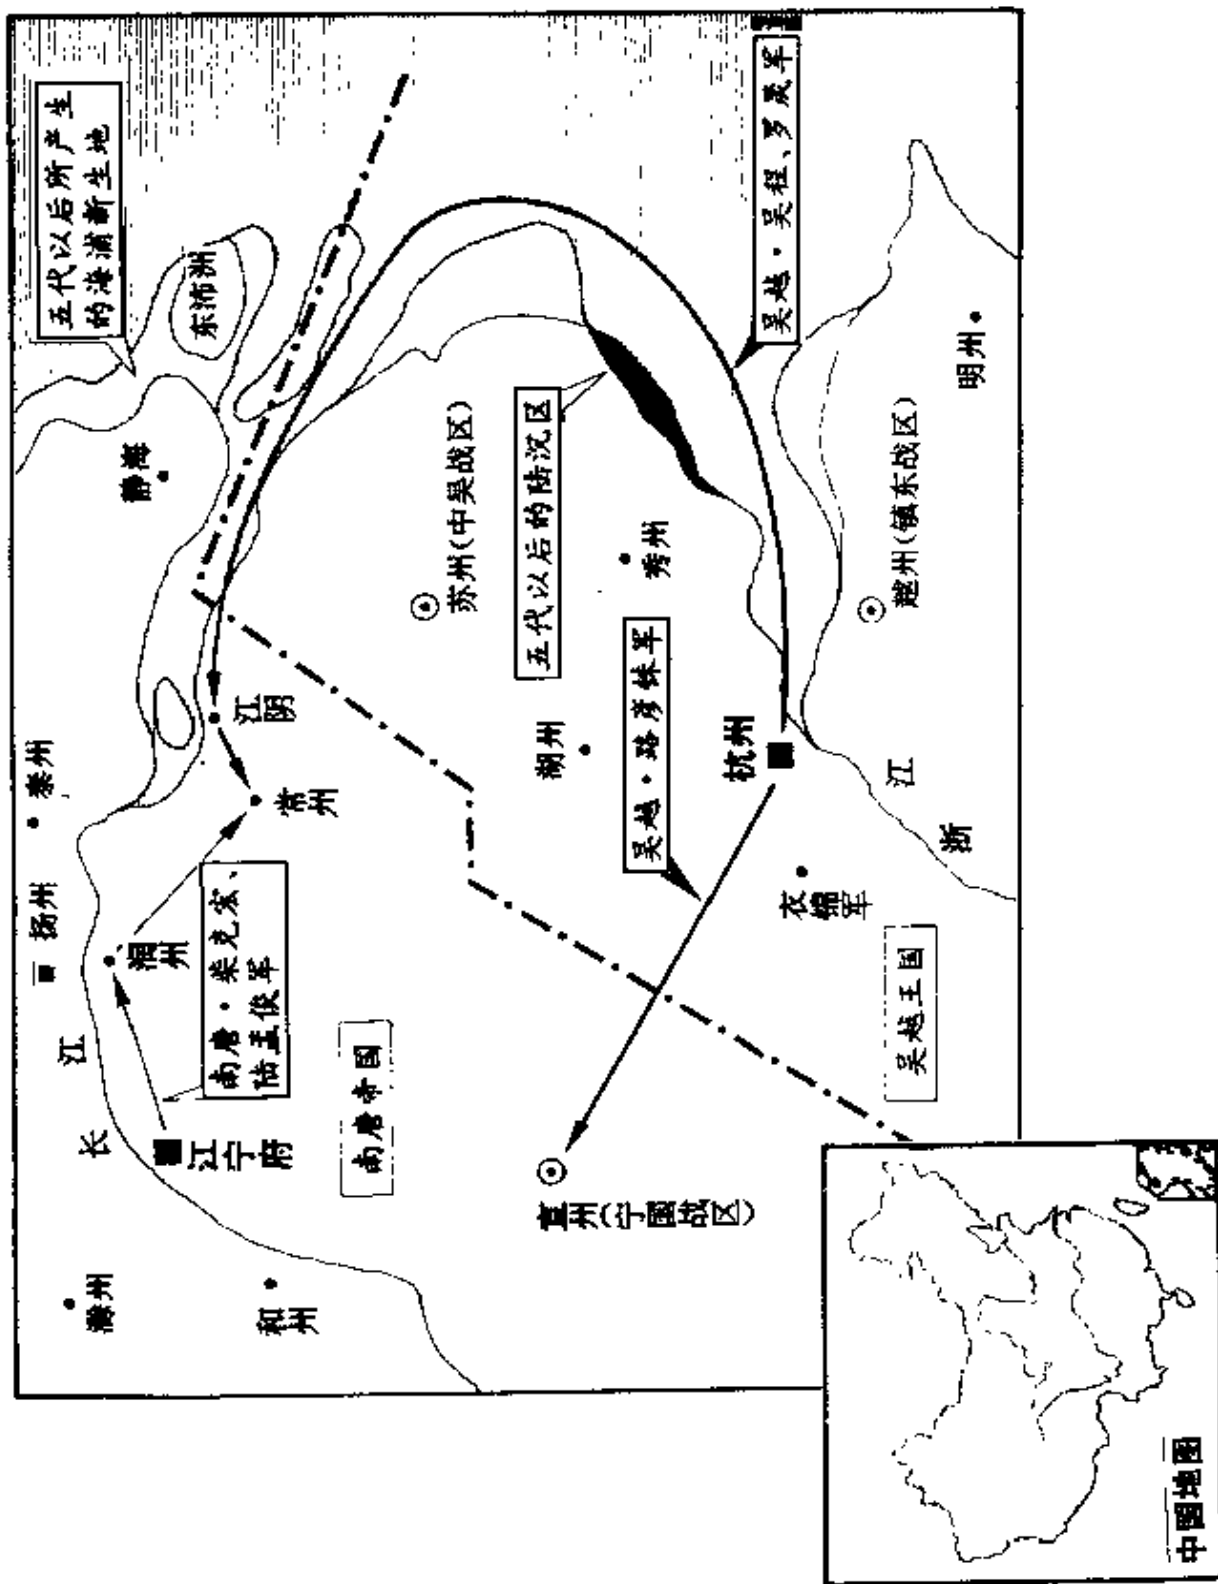 五代以后所产生
的海浦新生地
东沛洲
静海
泰州
扬州
润州
江阴
常州
长
江
江宁府
滁州
和州
南唐·柴克宏、
陆孟俊军
南唐帝国
苏州(中吴战区)
五代以后的陆沉区
秀州
湖州
吴越·路彦铢军
吴越·吴程、罗晟军
杭州
衣锦军
宣州(宁国战区)
吴越王国
越州(镇东战区)
明州
浙
江
中国地图